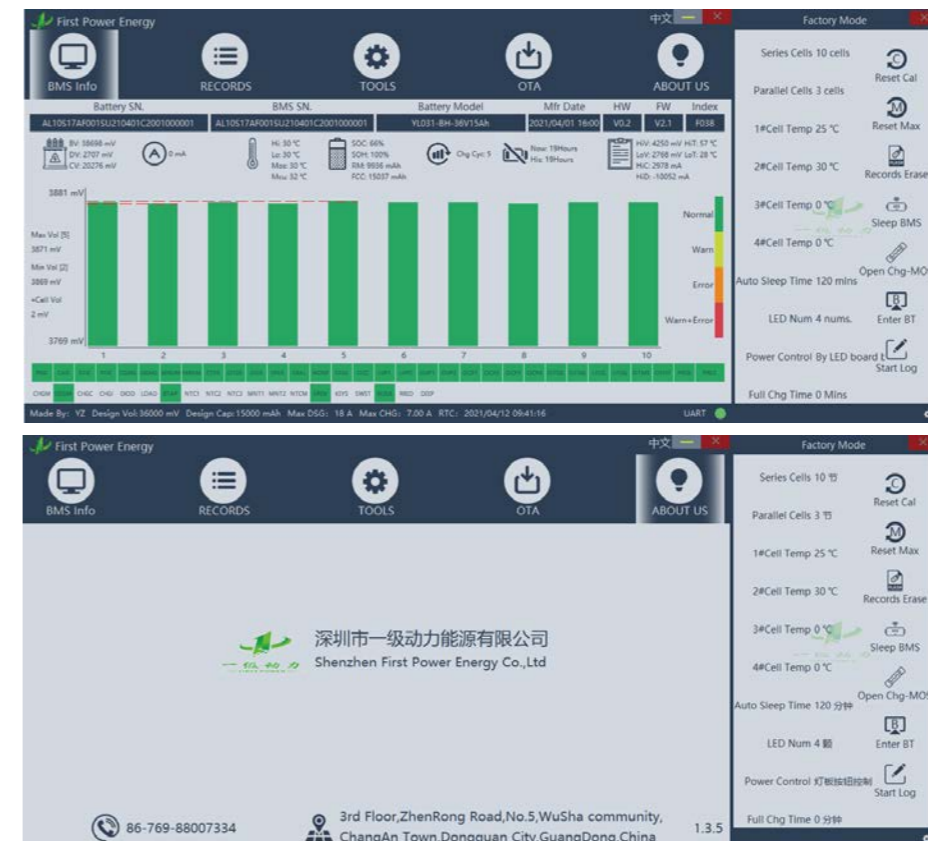 First Power Energy
中文
Factory Mode
BMS Info
RECORDS
TOOLS
OTA
ABOUT US
Battery SN.
BMS SN.
Battery Model
Mfr Date
HW
FW
Index
AL10S17AF001SU210401C2001000001
AL10S17AF001SU210401C2001000001
YL031-BH-36V15Ah
2021/04/01 16:00
V0.2
V2.1
F038
BV: 38698 mV
DV: 2707 mV
CV: 20276 mV
0 mA
Hi: 30 ℃
Lo: 30 ℃
Mos: 30 ℃
Mcu: 32 ℃
SOC: 66%
SOH: 100%
RM: 9936 mAh
FCC: 15037 mAh
Chg Cyc: 5
Now: 19Hours
His: 19Hours
HiV: 4250 mV HiT: 57 ℃
LoV: 2768 mV LoT: 28 ℃
HiC: 2978 mA
HiD: -10052 mA
3881 mV
Max Vol [5]
3871 mV
Min Vol [2]
3869 mV
2 mV
3769 mV
1 2 3 4 5 6 7 8 9 10
Normal
Warn
Error
Warn+Error
CHGC CHGI DIOD LOAD
NTC1 NTC2 NTC3 MNT1 MNT2 NTCM
KEYS SWST
RRED DISP
Made By: YZ Design Vol:36000 mV Design Cap:15000 mAh Max DSG: 18 A Max CHG: 7.00 A RTC: 2021/04/12 09:41:16
UART
Series Cells 10 cells
Parallel Cells 3 cells
1#Cell Temp 25 ℃
2#Cell Temp 30 ℃
3#Cell Temp 0 ℃
4#Cell Temp 0 ℃
Auto Sleep Time 120 mins
LED Num 4 nums.
Power Control By LED board
Full Chg Time 0 Mins
Reset Cal
Reset Max
Records Erase
Sleep BMS
Open Chg-MO
Enter BT
Start Log
First Power Energy
中文
Factory Mode
BMS Info
RECORDS
TOOLS
OTA
ABOUT US
一级动力
深圳市一级动力能源有限公司
Shenzhen First Power Energy Co.,Ltd
86-769-88007334
3rd Floor,ZhenRong Road,No.5,WuSha community,
ChangAn Town,Dongguan City,GuangDong,China
1.3.5
Series Cells 10 节
Parallel Cells 3 节
1#Cell Temp 25 ℃
2#Cell Temp 30 ℃
3#Cell Temp 0 ℃
4#Cell Temp 0 ℃
Auto Sleep Time 120 分钟
LED Num 4 颗
Power Control 灯板按钮控制
Full Chg Time 0 分钟
Reset Cal
Reset Max
Records Erase
Sleep BMS
Open Chg-MOS
Enter BT
Start Log